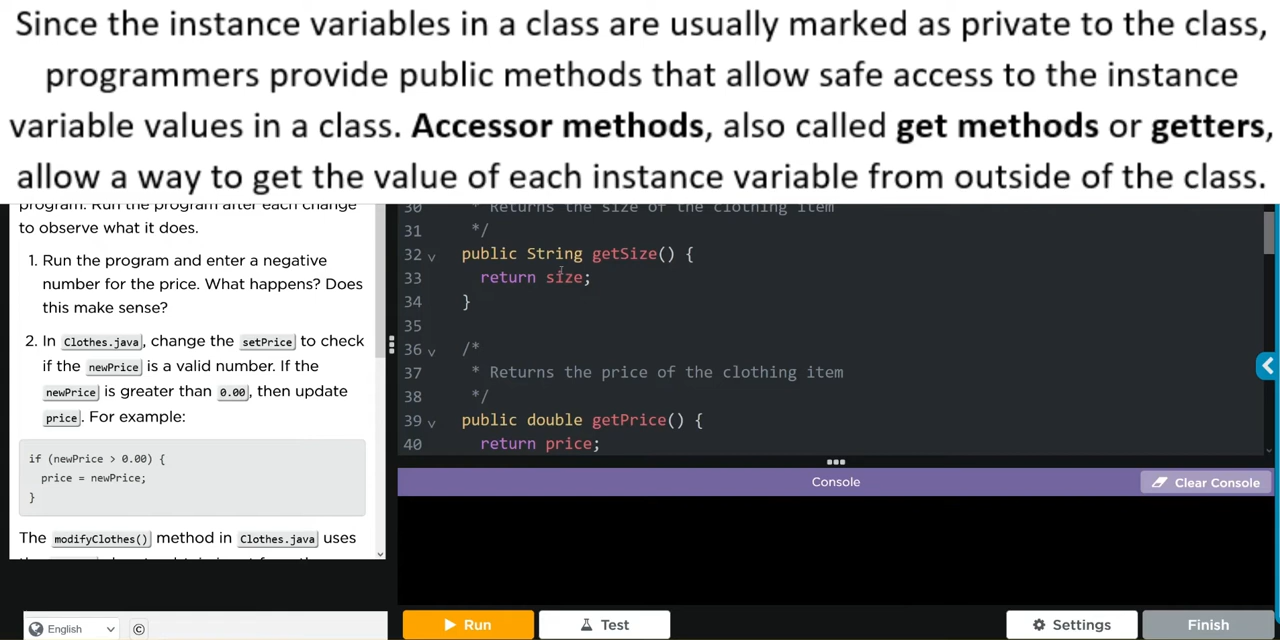 Since the instance variables in a class are usually marked as private to the class,
programmers provide public methods that allow safe access to the instance
variable values in a class. Accessor methods, also called get methods or getters,
allow a way to get the value of each instance variable from outside of the class.
program. Run the program after each change
to observe what it does.
1. Run the program and enter a negative
number for the price. What happens? Does
this make sense?
2. In Clothes.java, change the setPrice to check
if the newPrice is a valid number. If the
newPrice is greater than 0.00, then update
price. For example:
if (newPrice > 0.00) {
price = newPrice;
}
The modifyClothes() method in Clothes.java uses
English
©
30 * Returns the size of the clothing item
31 */
32 public String getSize() {
33 return size;
34 }
35
36 /*
37 * Returns the price of the clothing item
38 */
39 public double getPrice() {
40 return price;
Console
Clear Console
Run
Test
Settings
Finish